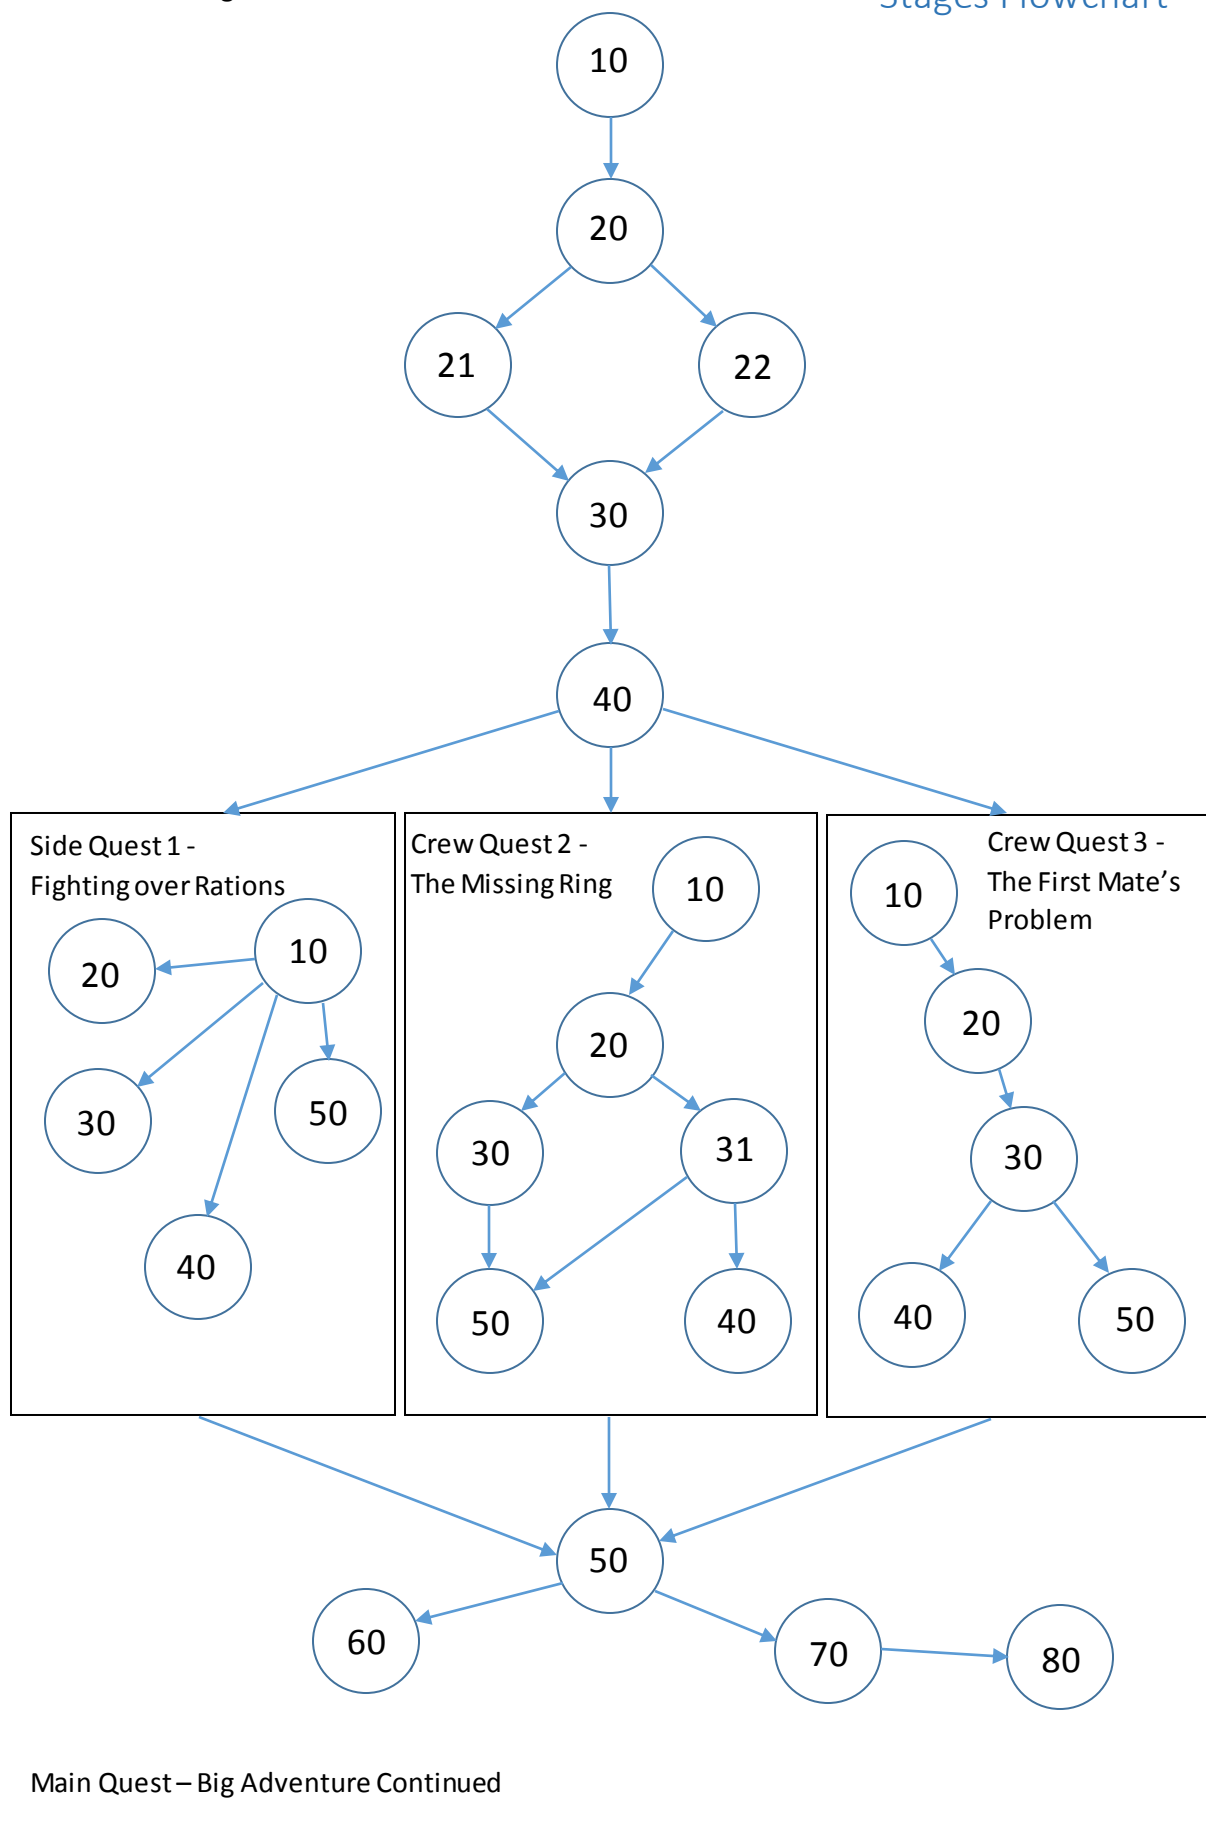 Stages Flowchart
10
20
21
22
30
40
Side Quest 1 -
Fighting over Rations
10
20
30
50
40
Crew Quest 2 -
The Missing Ring
10
20
30
31
50
40
Crew Quest 3 -
The First Mate's
Problem
10
20
30
40
50
50
60
70
80
Main Quest – Big Adventure Continued